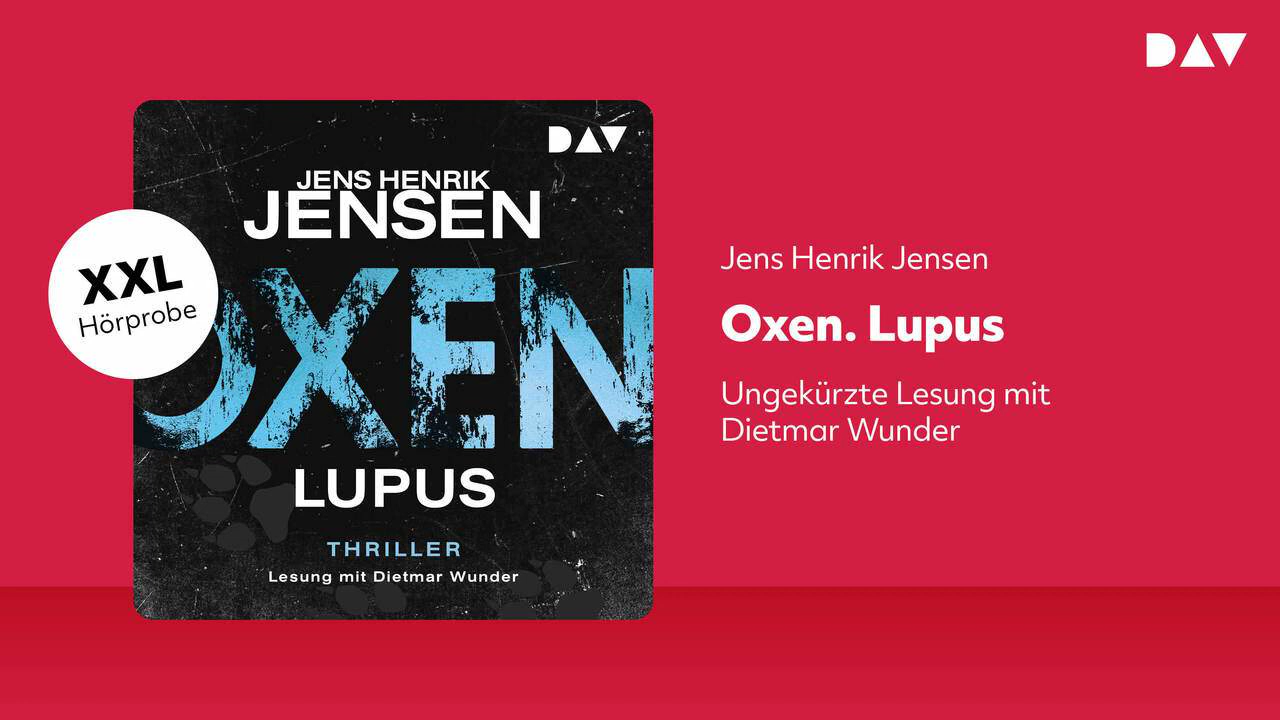 DAV
DAV
JENS HENRIK
JENSEN
XXL
Hörprobe
OXEN
LUPUS
THRILLER
Lesung mit Dietmar Wunder
Jens Henrik Jensen
Oxen. Lupus
Ungekürzte Lesung mit
Dietmar Wunder